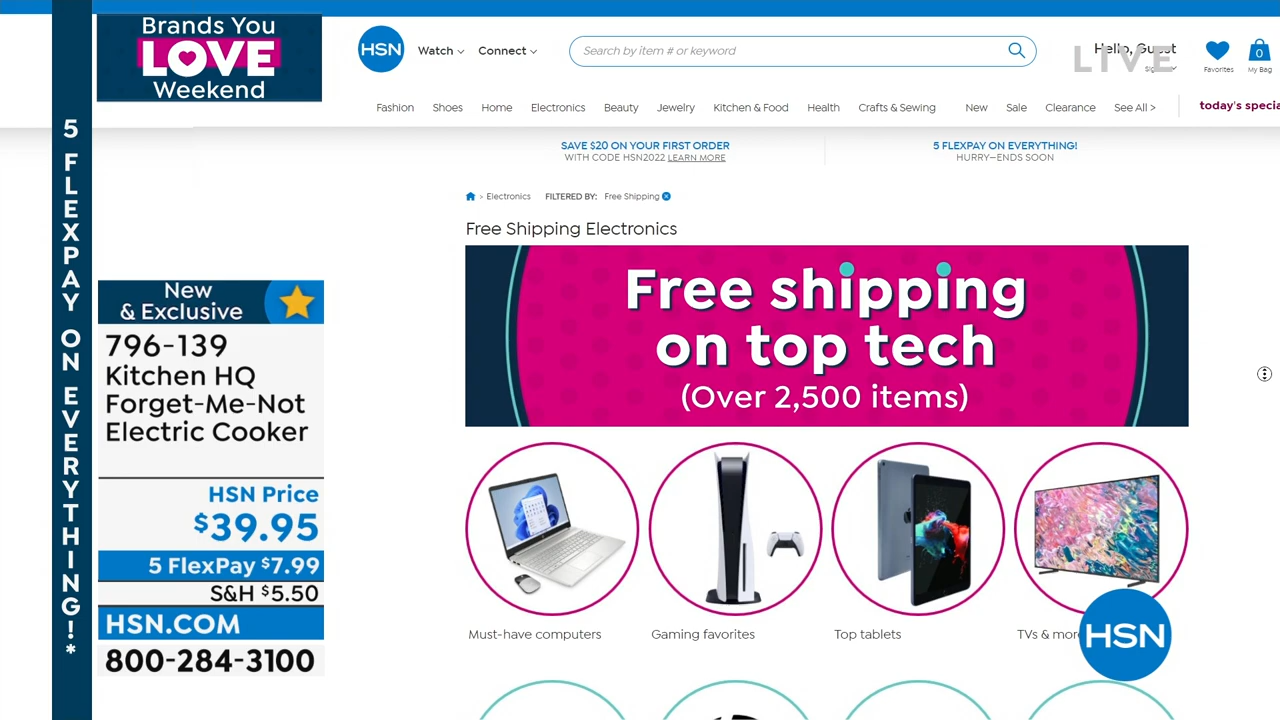 Brands You
LOVE
Weekend
5 FLEXPAY ON EVERYTHING!*
New
& Exclusive
796-139
Kitchen HQ
Forget-Me-Not
Electric Cooker
HSN Price
$39.95
5 FlexPay $7.99
S&H $5.50
HSN.COM
800-284-3100
HSN
Watch
Connect
Search by item # or keyword
Hello, Guest
LIVE
Favorites
0
My Bag
Fashion Shoes Home Electronics Beauty Jewelry Kitchen & Food Health Crafts & Sewing New Sale Clearance See All > today's specia
SAVE $20 ON YOUR FIRST ORDER
WITH CODE HSN2022 LEARN MORE
5 FLEXPAY ON EVERYTHING!
HURRY—ENDS SOON
> Electronics FILTERED BY: Free Shipping
Free Shipping Electronics
Free shipping
on top tech
(Over 2,500 items)
Must-have computers
Gaming favorites
Top tablets
TVs & mor
HSN